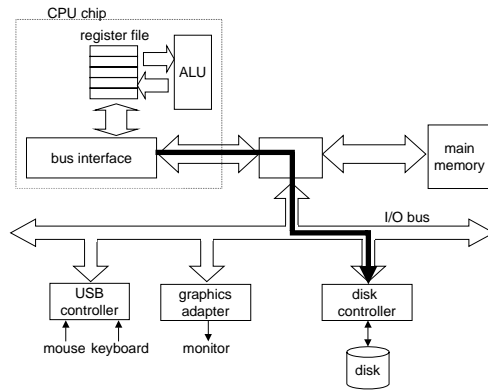 CPU chip
register file
ALU
bus interface
main
memory
I/O bus
USB
controller
graphics
adapter
disk
controller
mouse keyboard
monitor
disk